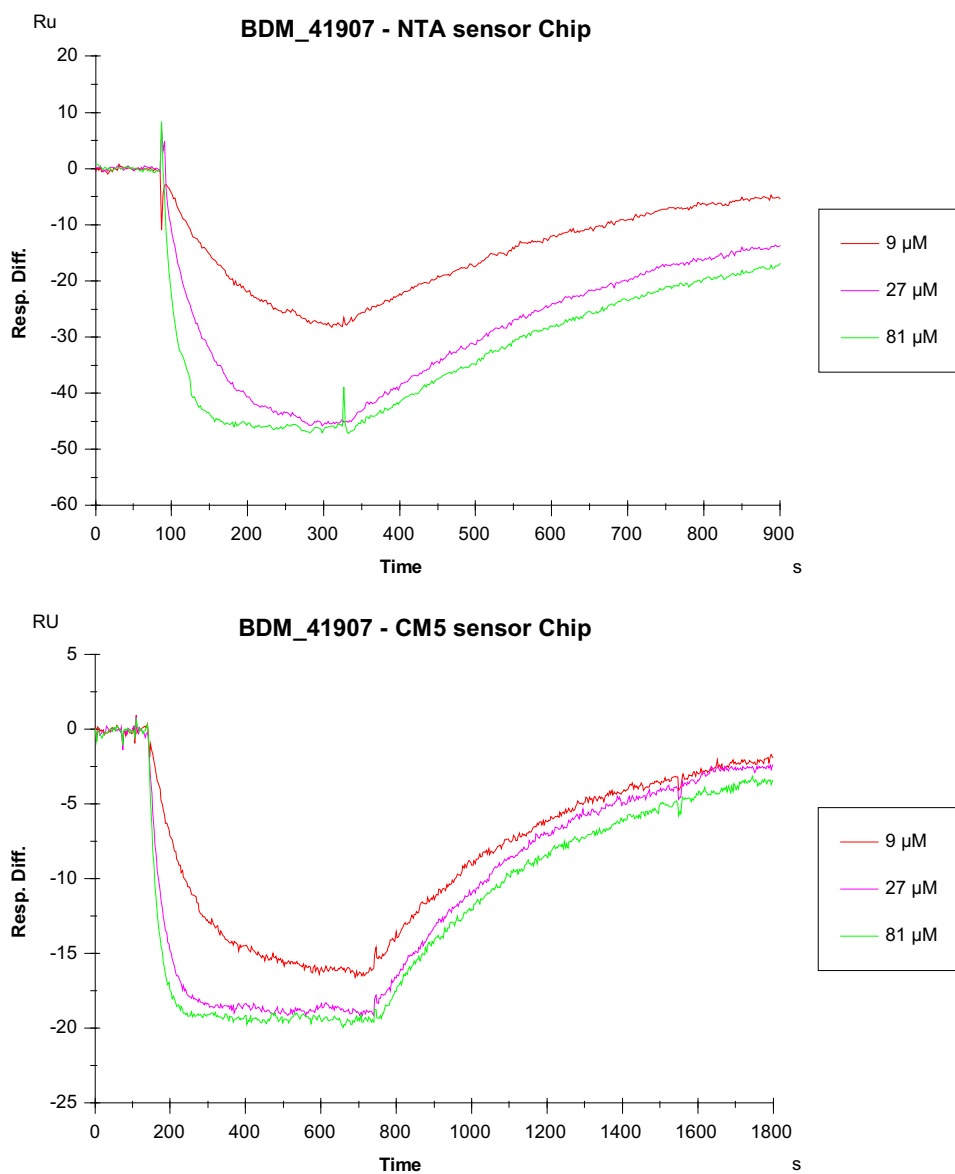 Ru
BDM_41907 - NTA sensor Chip
20
10
0
-10
-20
-30
-40
-50
-60
Resp. Diff.
0 100 200 300 400 500 600 700 800 900
Time
s
9 µM
27 µM
81 µM
RU
BDM_41907 - CM5 sensor Chip
5
0
-5
-10
-15
-20
-25
Resp. Diff.
0 200 400 600 800 1000 1200 1400 1600 1800
Time
s
9 µM
27 µM
81 µM